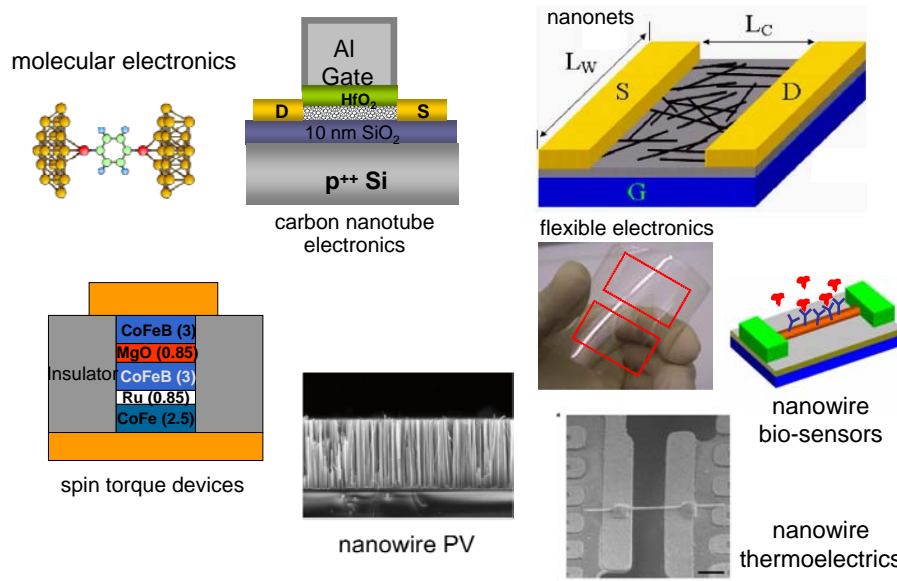 molecular electronics
Al
Gate
HfO₂
D
S
10 nm SiO₂
p⁺⁺ Si
carbon nanotube
electronics
nanonets
L_C
L_W
S
D
G
flexible electronics
CoFeB (3)
MgO (0.85)
Insulator
CoFeB (3)
Ru (0.85)
CoFe (2.5)
spin torque devices
nanowire PV
nanowire
bio-sensors
nanowire
thermoelectrics